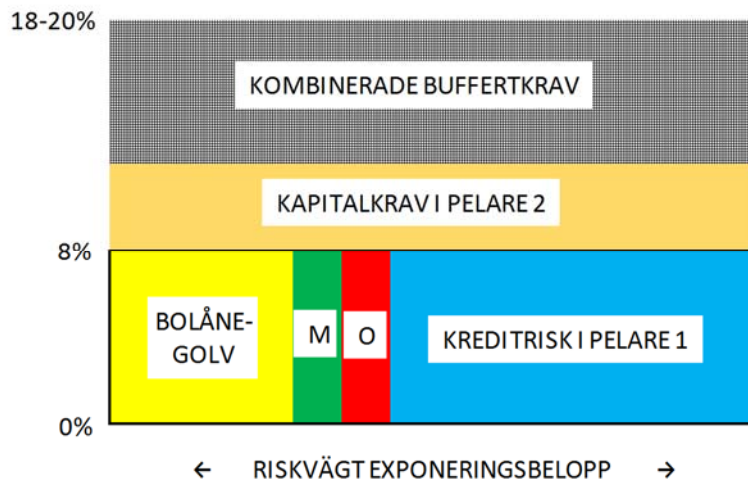 18-20%
KOMBINERADE BUFFERTKRAV
KAPITALKRAV I PELARE 2
8%
BOLÅNE-
GOLV
M
O
KREDITRISK I PELARE 1
0%
← RISKVÄGT EXPONERINGSBELOPP →